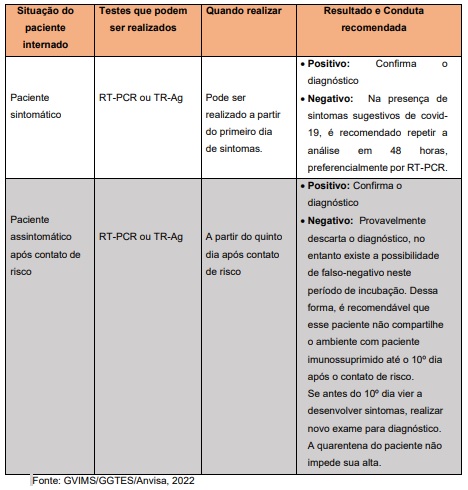 Situação do
paciente
internado
Testes que podem
ser realizados
Quando realizar
Resultado e Conduta
recomendada
Paciente
sintomático
RT-PCR ou TR-Ag
Pode ser
realizado a partir
do primeiro dia
de sintomas.
• Positivo: Confirma o
diagnóstico
• Negativo: Na presença de
sintomas sugestivos de covid-
19, é recomendado repetir a
análise em 48 horas,
preferencialmente por RT-PCR.
Paciente
assintomático
após contato de
risco
RT-PCR ou TR-Ag
A partir do quinto
dia após contato
de risco
• Positivo: Confirma o
diagnóstico
• Negativo: Provavelmente
descarta o diagnóstico, no
entanto existe a possibilidade
de falso-negativo neste
período de incubação. Dessa
forma, é recomendável que
esse paciente não compartilhe
o ambiente com paciente
imunossuprimido até o 10º dia
após o contato de risco.
Se antes do 10º dia vier a
desenvolver sintomas, realizar
novo exame para diagnóstico.
A quarentena do paciente não
impede sua alta.
Fonte: GVIMS/GGTES/Anvisa, 2022